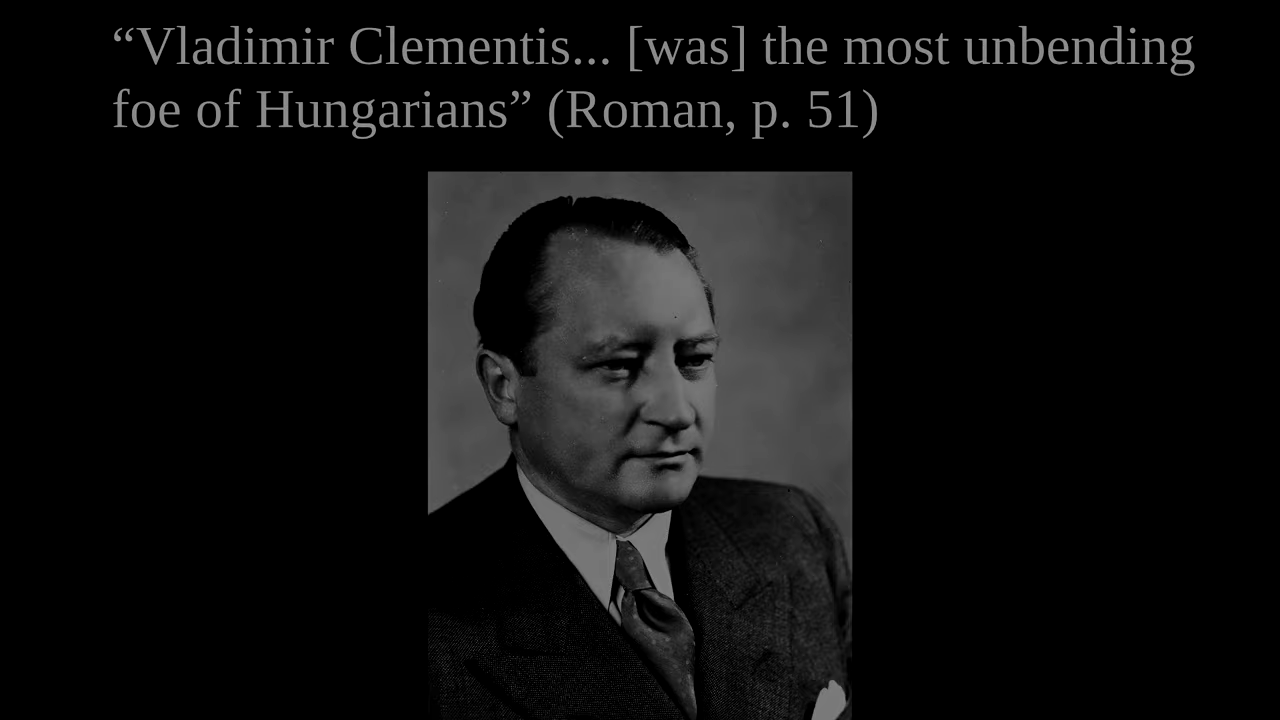 “Vladimir Clementis... [was] the most unbending
foe of Hungarians” (Roman, p. 51)